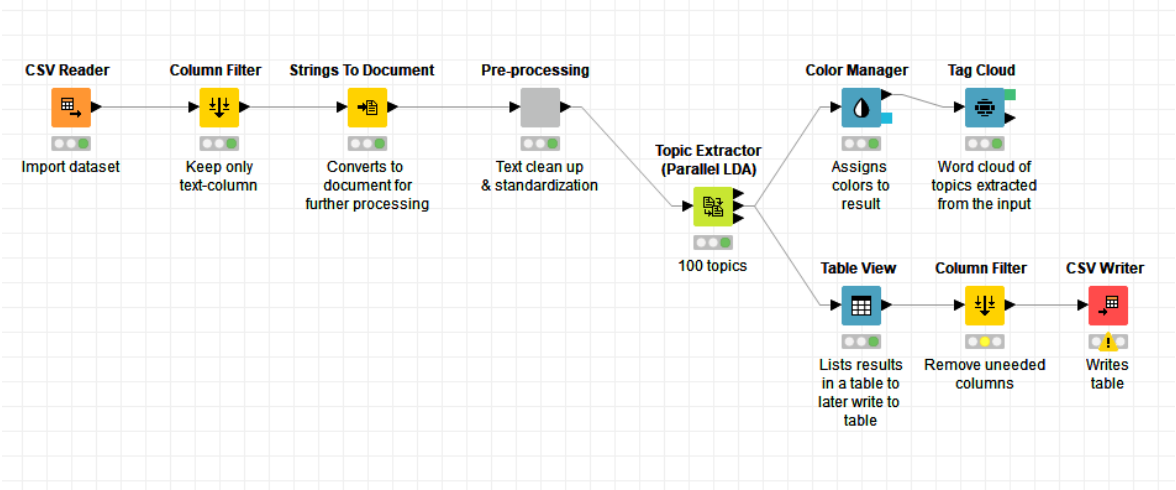 CSV Reader
Import dataset
Column Filter
Keep only
text-column
Strings To Document
Converts to
document for
further processing
Pre-processing
Text clean up
& standardization
Topic Extractor
(Parallel LDA)
100 topics
Color Manager
Assigns
colors to
result
Tag Cloud
Word cloud of
topics extracted
from the input
Table View
Lists results
in a table to
later write to
table
Column Filter
Remove uneeded
columns
CSV Writer
Writes
table